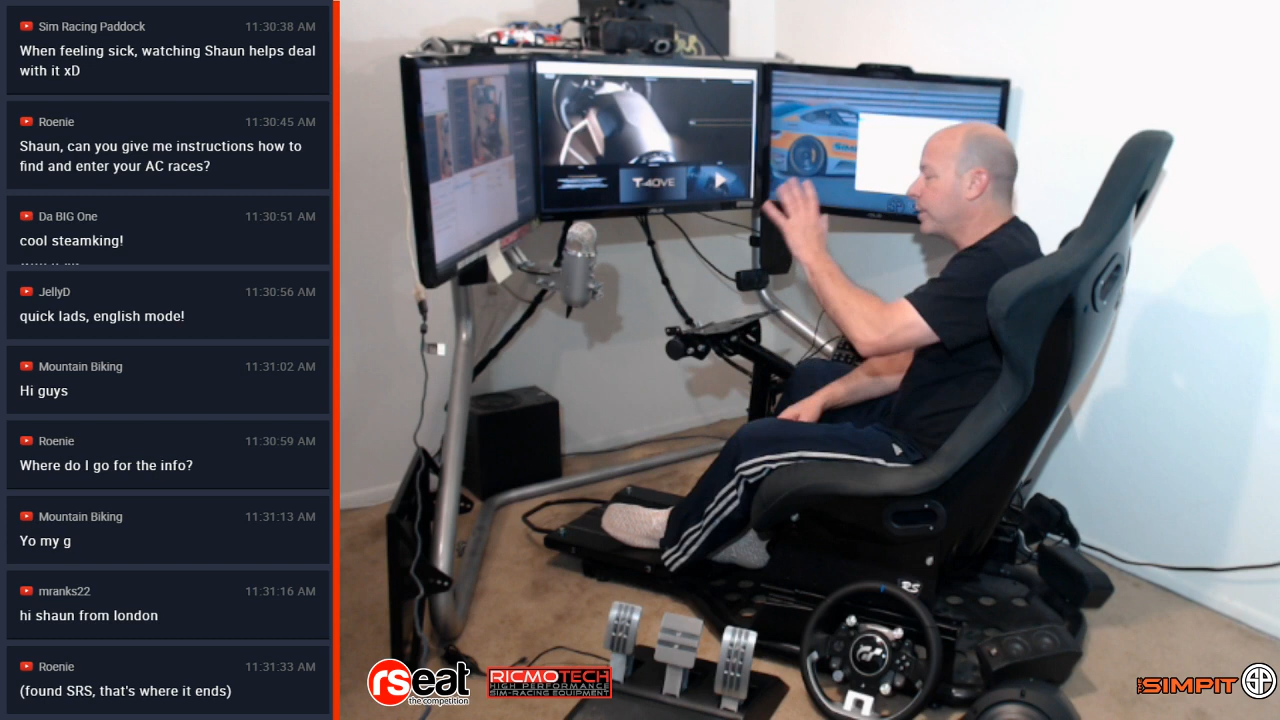 Sim Racing Paddock 11:30:38 AM
When feeling sick, watching Shaun helps deal
with it xD
Roenie 11:30:45 AM
Shaun, can you give me instructions how to
find and enter your AC races?
Da BIG One 11:30:51 AM
cool steamking!
JellyD 11:30:56 AM
quick lads, english mode!
Mountain Biking 11:31:02 AM
Hi guys
Roenie 11:30:59 AM
Where do I go for the info?
Mountain Biking 11:31:13 AM
Yo my g
mranks22 11:31:16 AM
hi shaun from london
Roenie 11:31:33 AM
(found SRS, thats where it ends)
T-40VE
RS
rseat
the competition
RICMOTECH
HIGH PERFORMANCE
SIM-RACING EQUIPMENT
THE SIMPIT SP